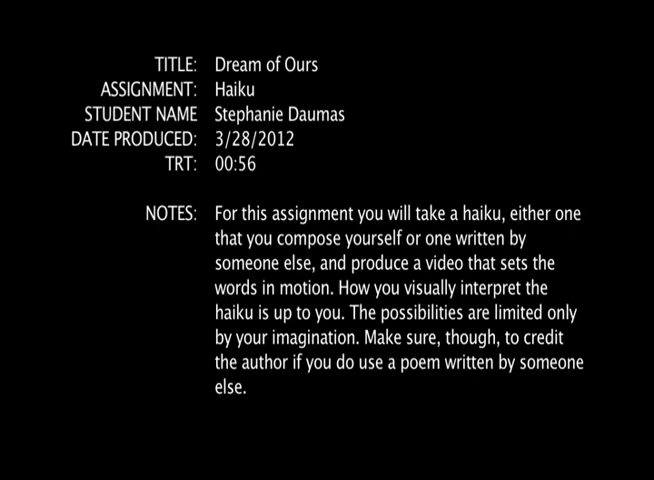 TITLE: Dream of Ours
ASSIGNMENT: Haiku
STUDENT NAME Stephanie Daumas
DATE PRODUCED: 3/28/2012
TRT: 00:56
NOTES: For this assignment you will take a haiku, either one
that you compose yourself or one written by
someone else, and produce a video that sets the
words in motion. How you visually interpret the
haiku is up to you. The possibilities are limited only
by your imagination. Make sure, though, to credit
the author if you do use a poem written by someone
else.